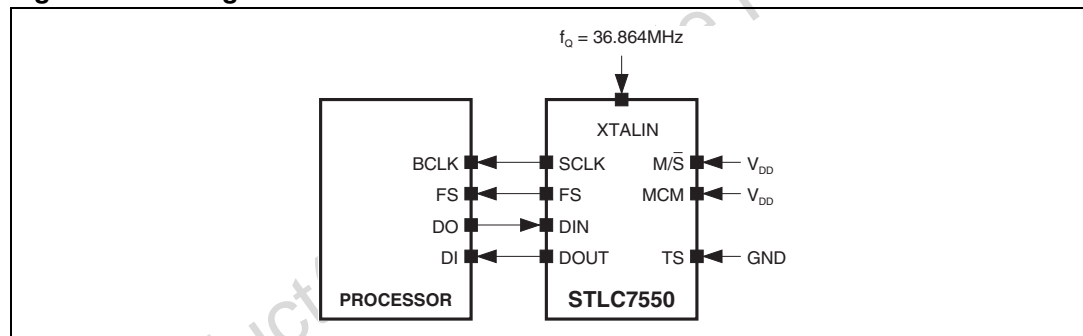 f_Q = 36.864MHz
XTALIN
BCLK SCLK M/S̅ V_DD
FS FS MCM V_DD
DO DIN
DI DOUT TS GND
PROCESSOR STLC7550